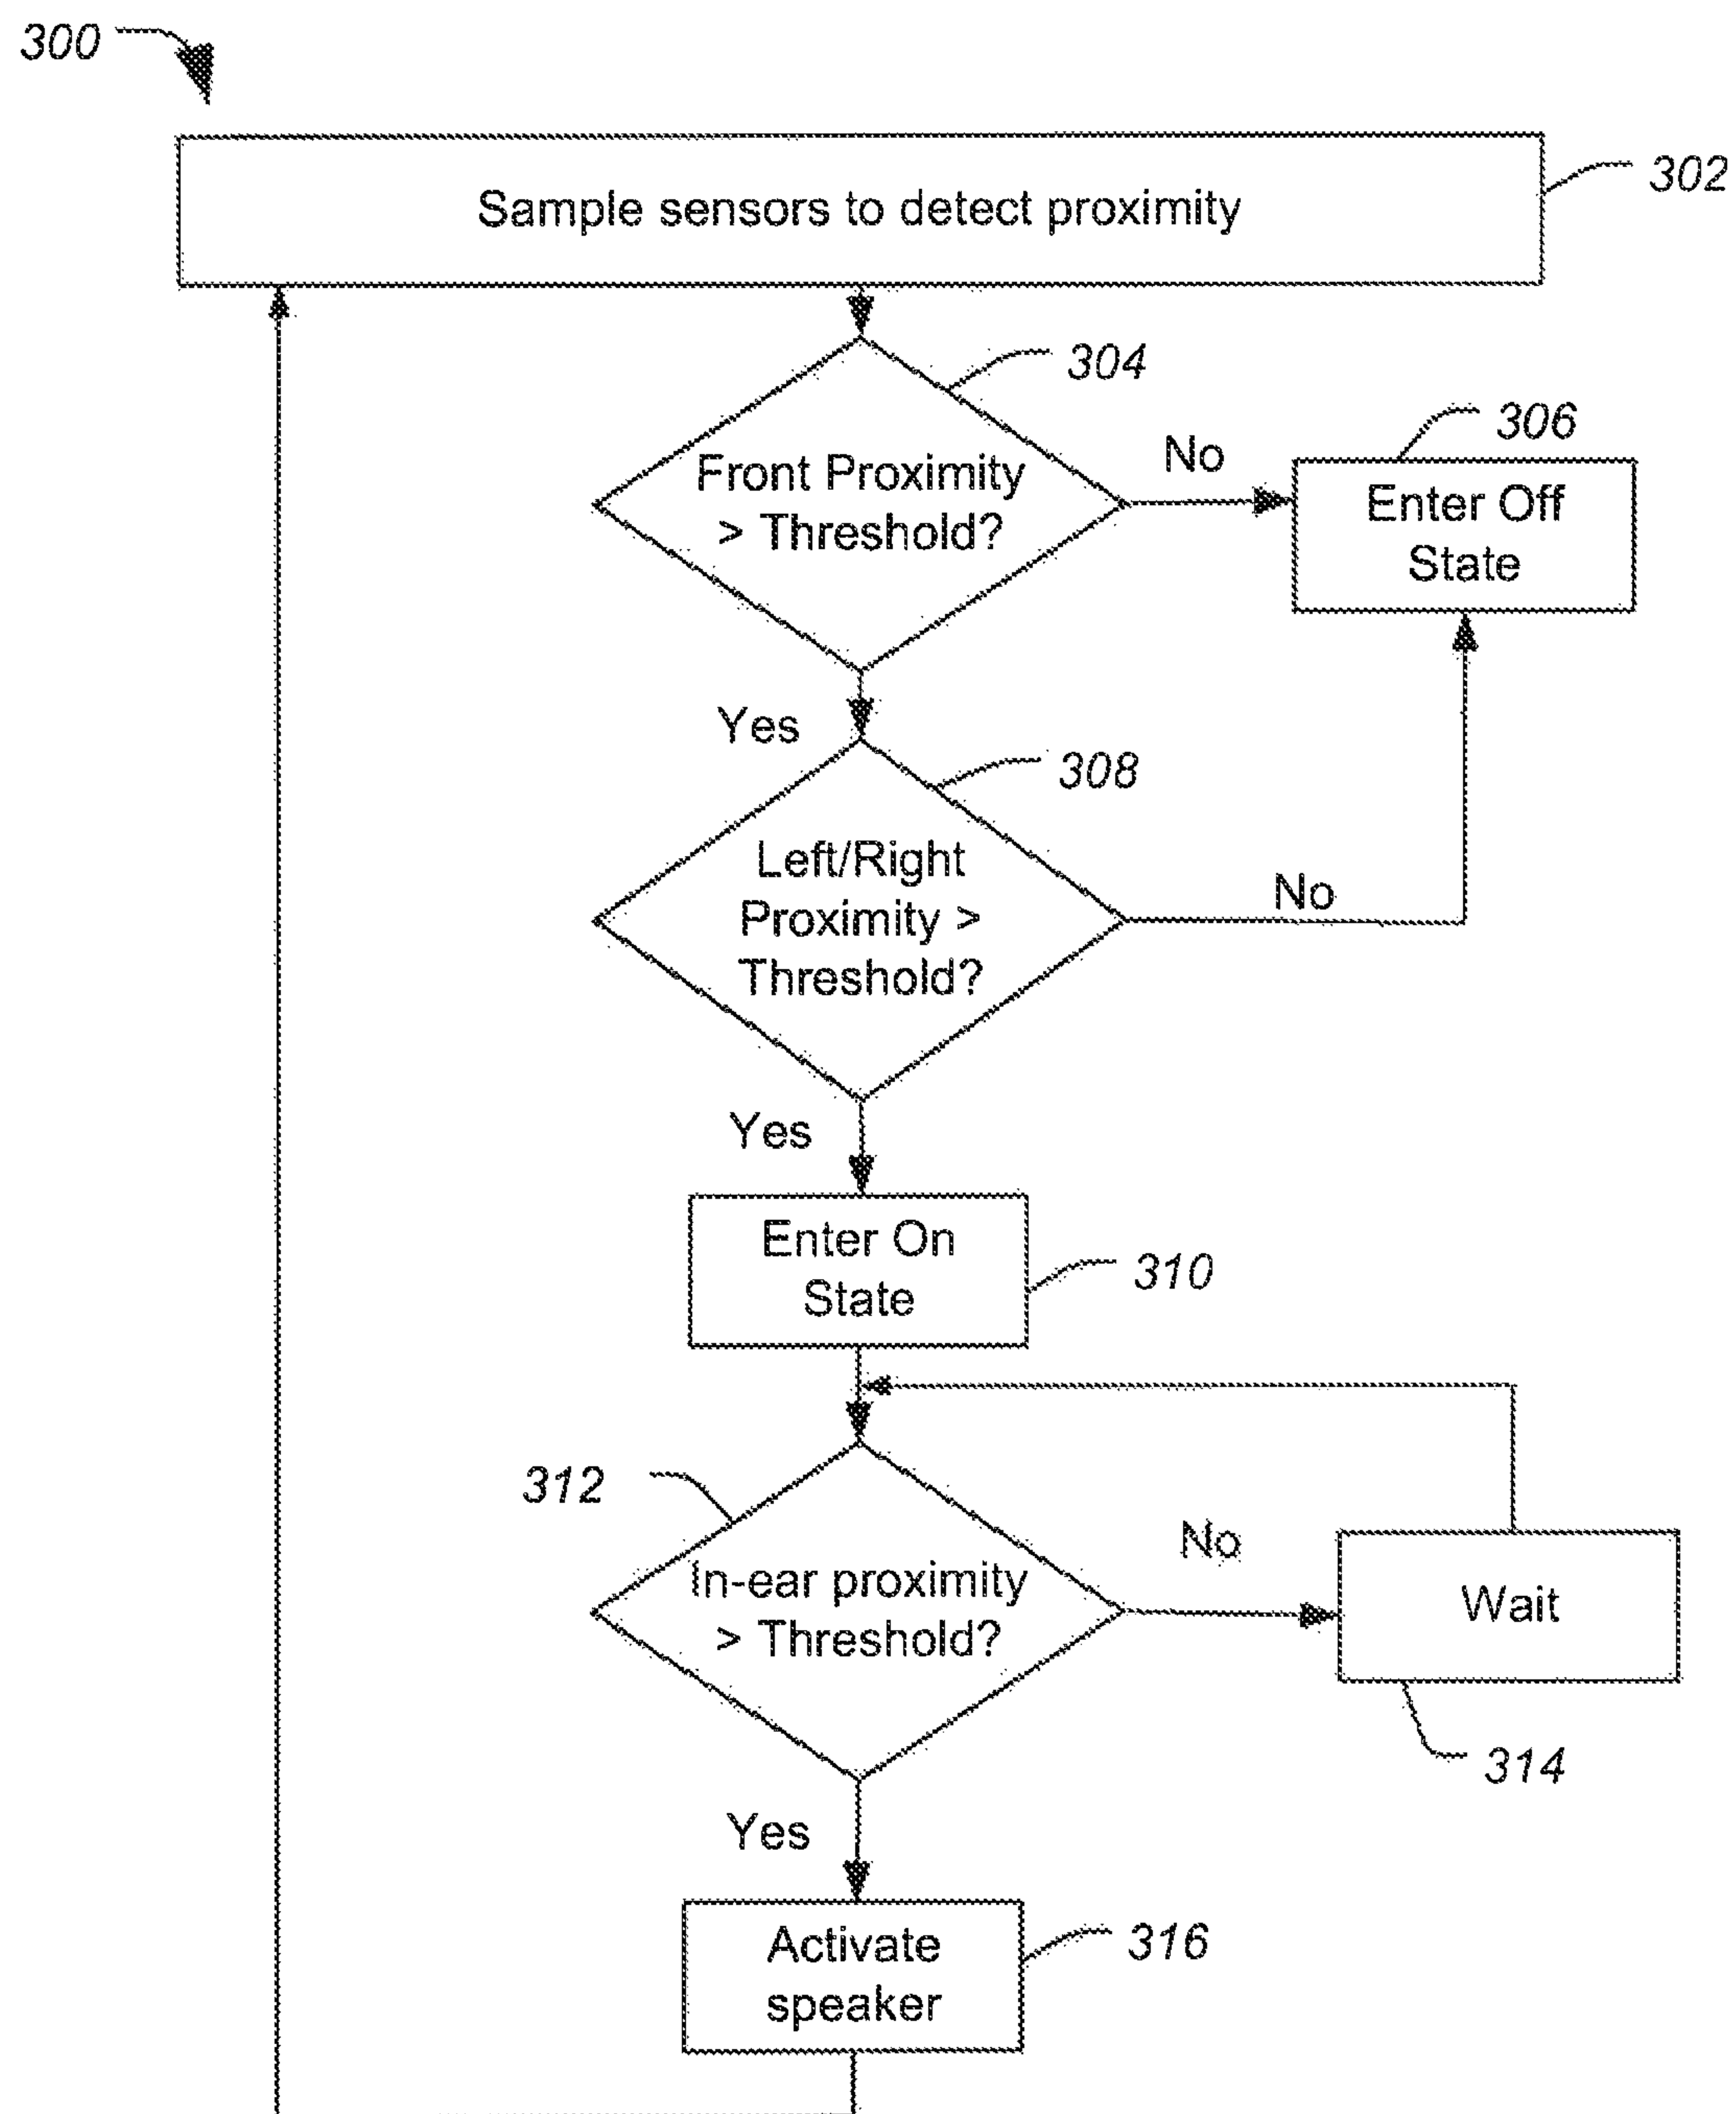 300
302
Sample sensors to detect proximity
304
306
Front Proximity
> Threshold?
No
Enter Off
State
Yes
308
Left/Right
Proximity >
Threshold?
No
Yes
Enter On
State
310
312
In-ear proximity
> Threshold?
No
Wait
314
Yes
Activate
speaker
316